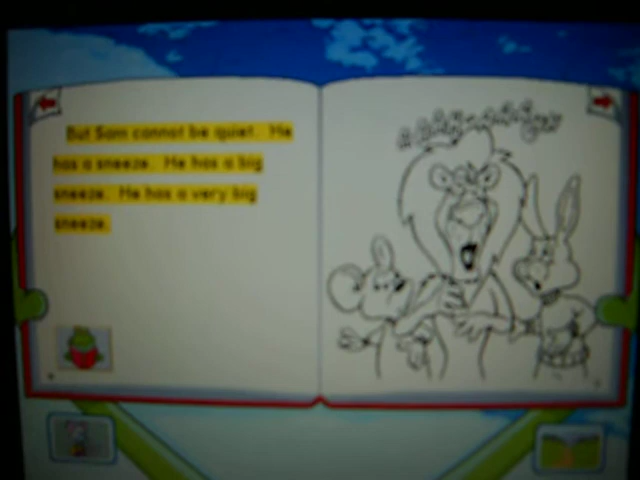 But Sam cannot be quiet. He
has a sneeze. He has a big
sneeze. He has a very big
sneeze.